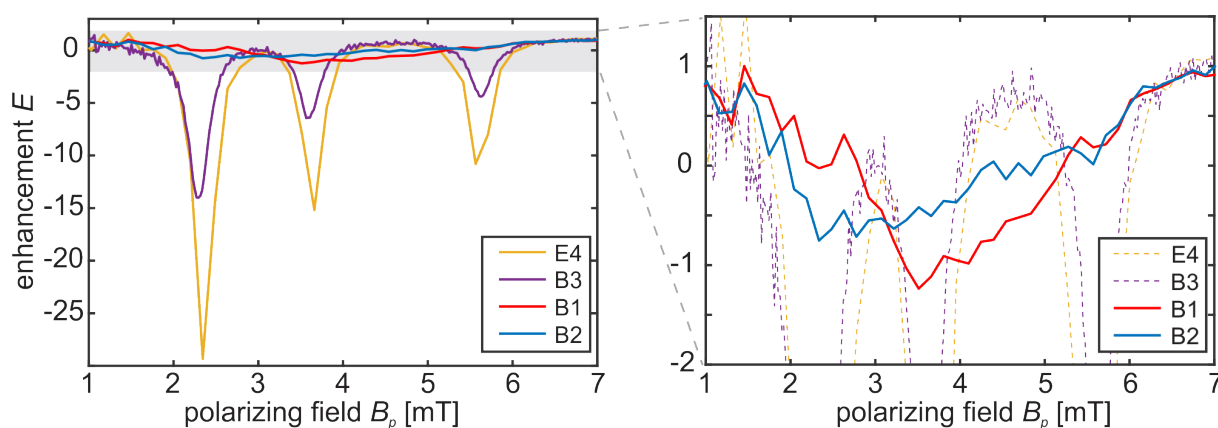 enhancement E
0
-5
-10
-15
-20
-25
1 2 3 4 5 6 7
polarizing field Bp [mT]
E4
B3
B1
B2
1
0
-1
-2
1 2 3 4 5 6 7
polarizing field Bp [mT]
E4
B3
B1
B2